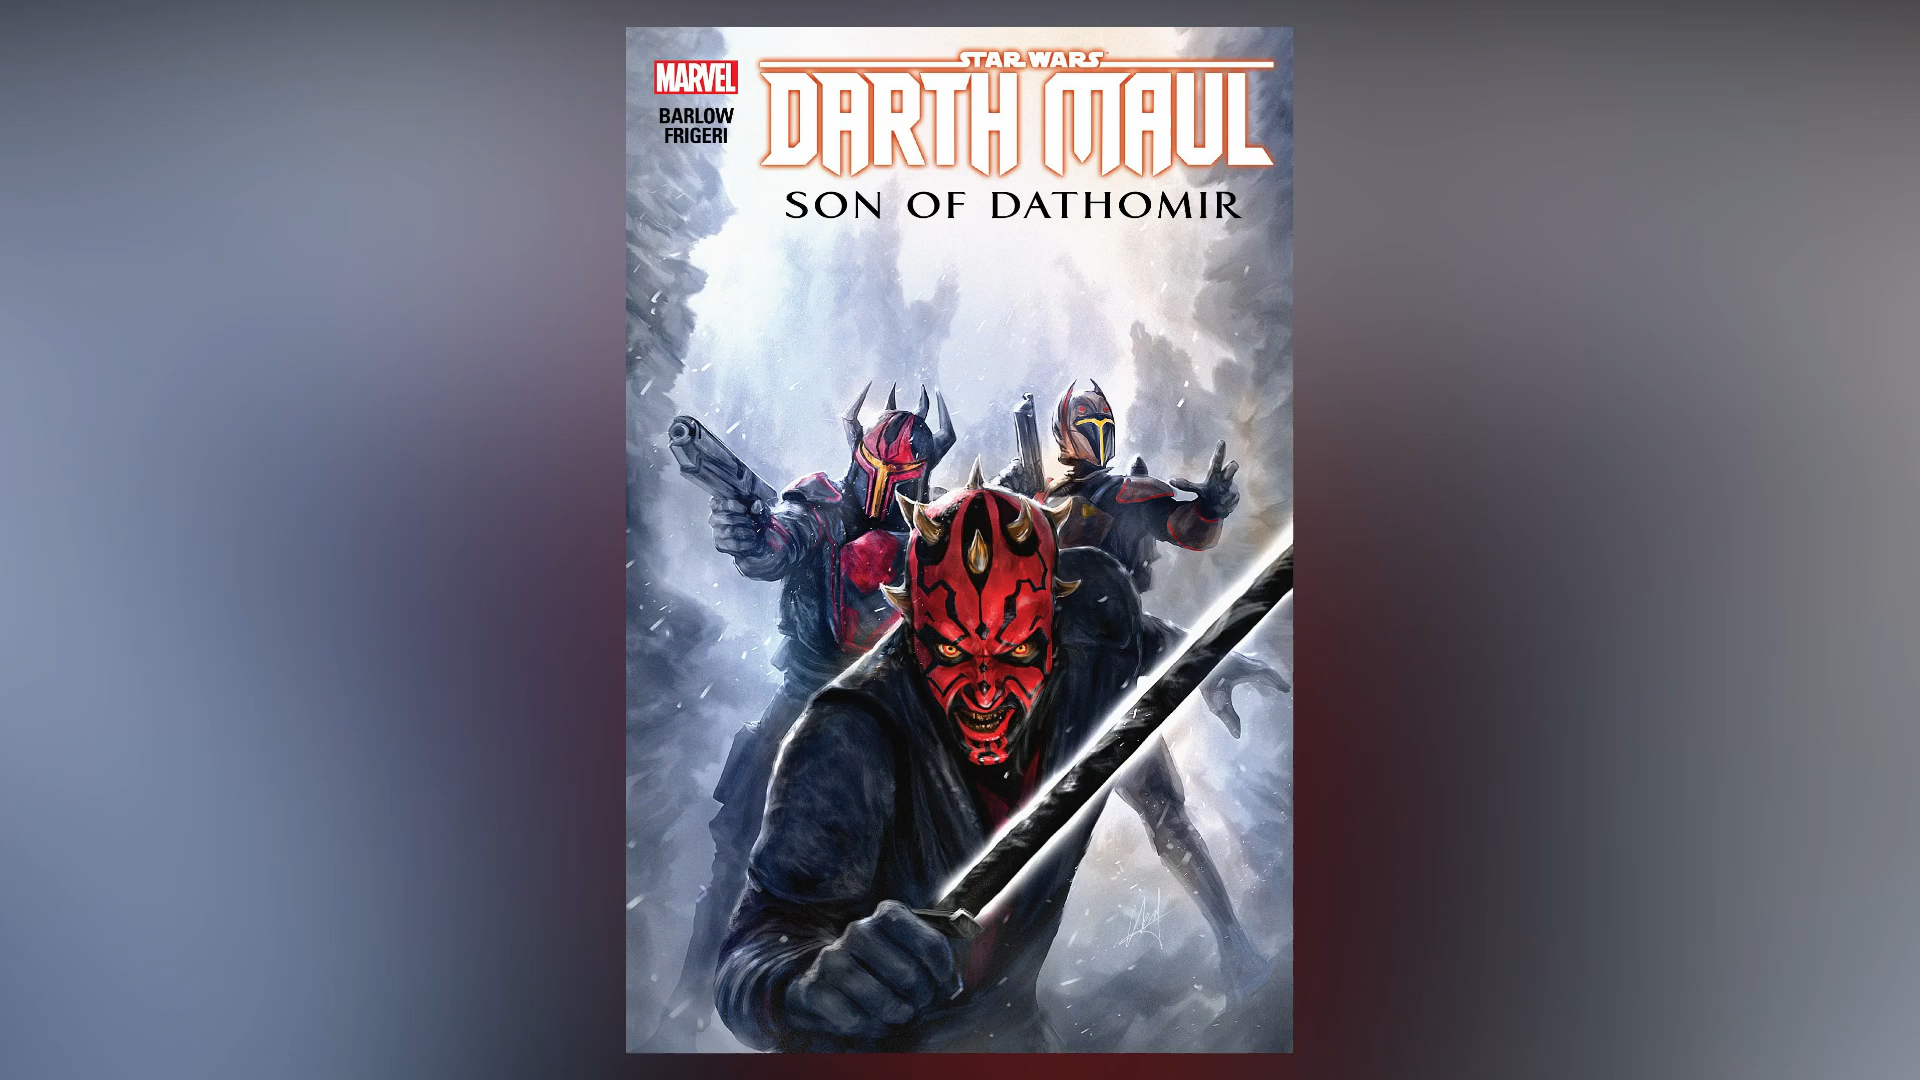 STAR WARS
MARVEL
DARTH MAUL
BARLOW
FRIGERI
SON OF DATHOMIR